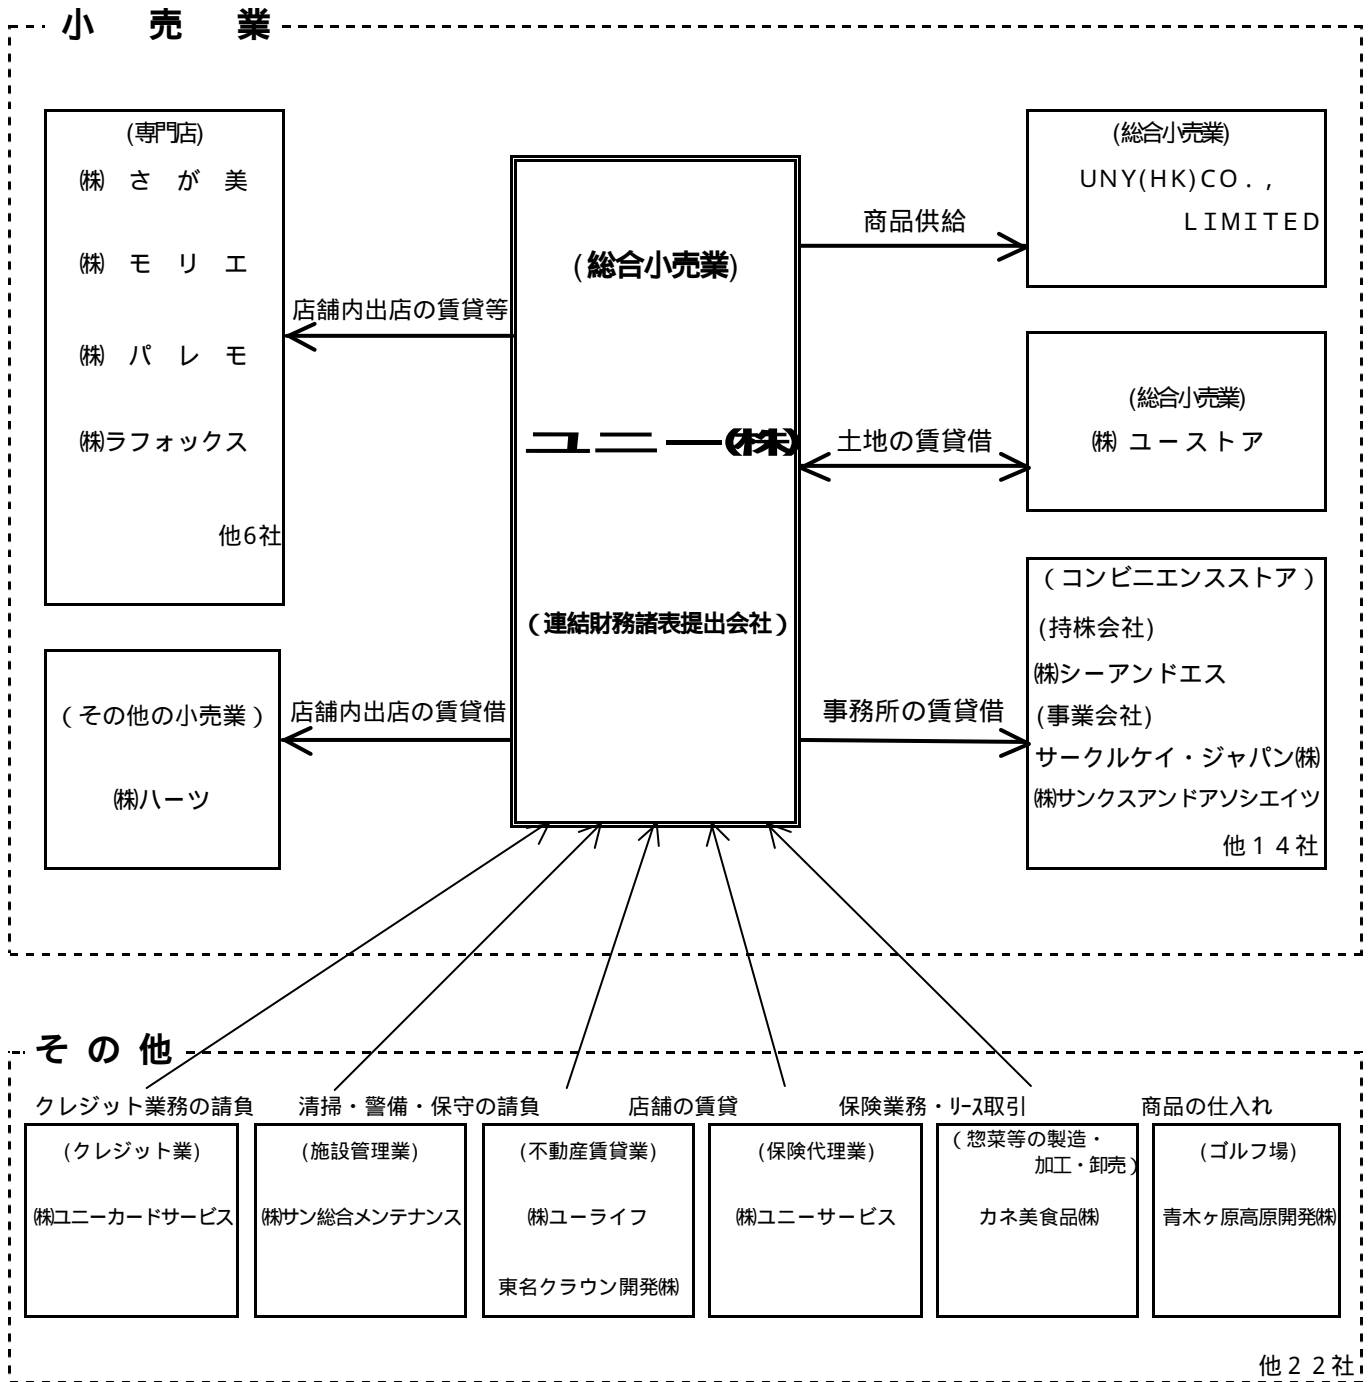 小 売 業
(専門店)
㈱ さ が 美
㈱ モ リ エ
㈱ パ レ モ
㈱ラフォックス
他6社
店舗内出店の賃貸等
(その他の小売業)
㈱ハーツ
店舗内出店の賃貸借
(総合小売業)
ユニー㈱
(連結財務諸表提出会社)
商品供給
(総合小売業)
UNY(HK)CO.,
LIMITED
土地の賃貸借
(総合小売業)
㈱ ユーストア
事務所の賃貸借
(コンビニエンスストア)
(持株会社)
㈱シーアンドエス
(事業会社)
サークルケイ・ジャパン㈱
㈱サンクスアンドアソシエイツ
他14社
そ の 他
クレジット業務の請負
清掃・警備・保守の請負
店舗の賃貸
保険業務・リース取引
商品の仕入れ
(クレジット業)
㈱ユニーカードサービス
(施設管理業)
㈱サン総合メンテナンス
(不動産賃貸業)
㈱ユーライフ
東名クラウン開発㈱
(保険代理業)
㈱ユニーサービス
(惣菜等の製造・
加工・卸売)
カネ美食品㈱
(ゴルフ場)
青木ヶ原高原開発㈱
他22社